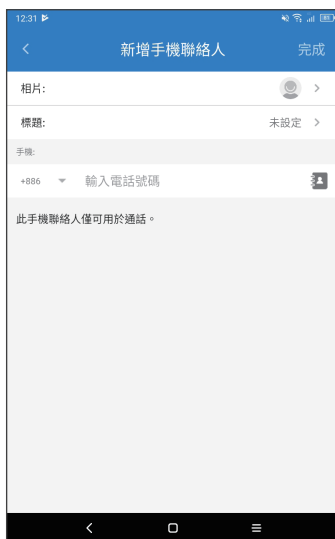 12:31
新增手機聯絡人
完成
相片:
標題:
未設定
手機:
+886
輸入電話號碼
此手機聯絡人僅可用於通話。